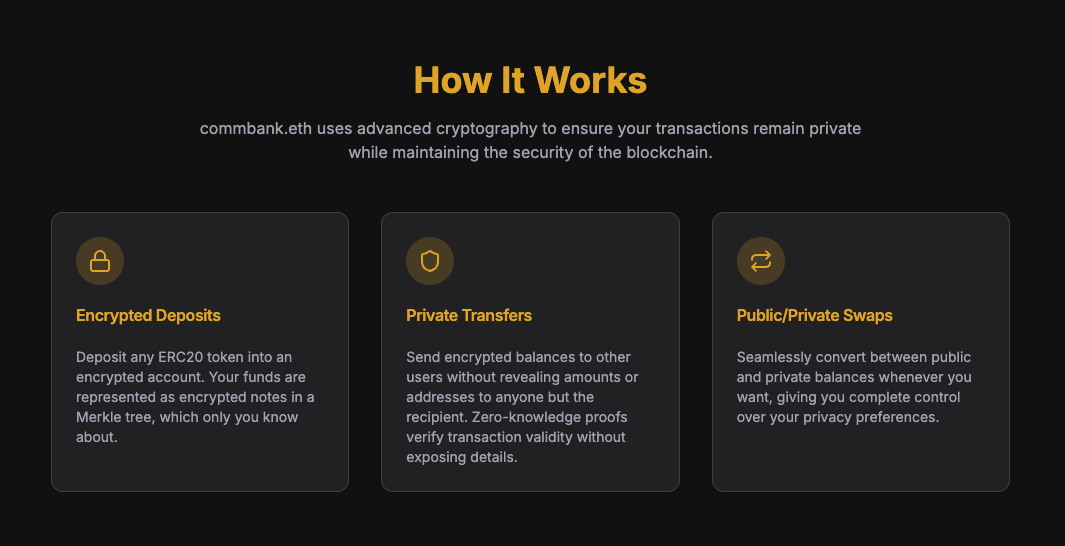 How It Works
commbank.eth uses advanced cryptography to ensure your transactions remain private
while maintaining the security of the blockchain.
Encrypted Deposits
Deposit any ERC20 token into an
encrypted account. Your funds are
represented as encrypted notes in a
Merkle tree, which only you know
about.
Private Transfers
Send encrypted balances to other
users without revealing amounts or
addresses to anyone but the
recipient. Zero-knowledge proofs
verify transaction validity without
exposing details.
Public/Private Swaps
Seamlessly convert between public
and private balances whenever you
want, giving you complete control
over your privacy preferences.